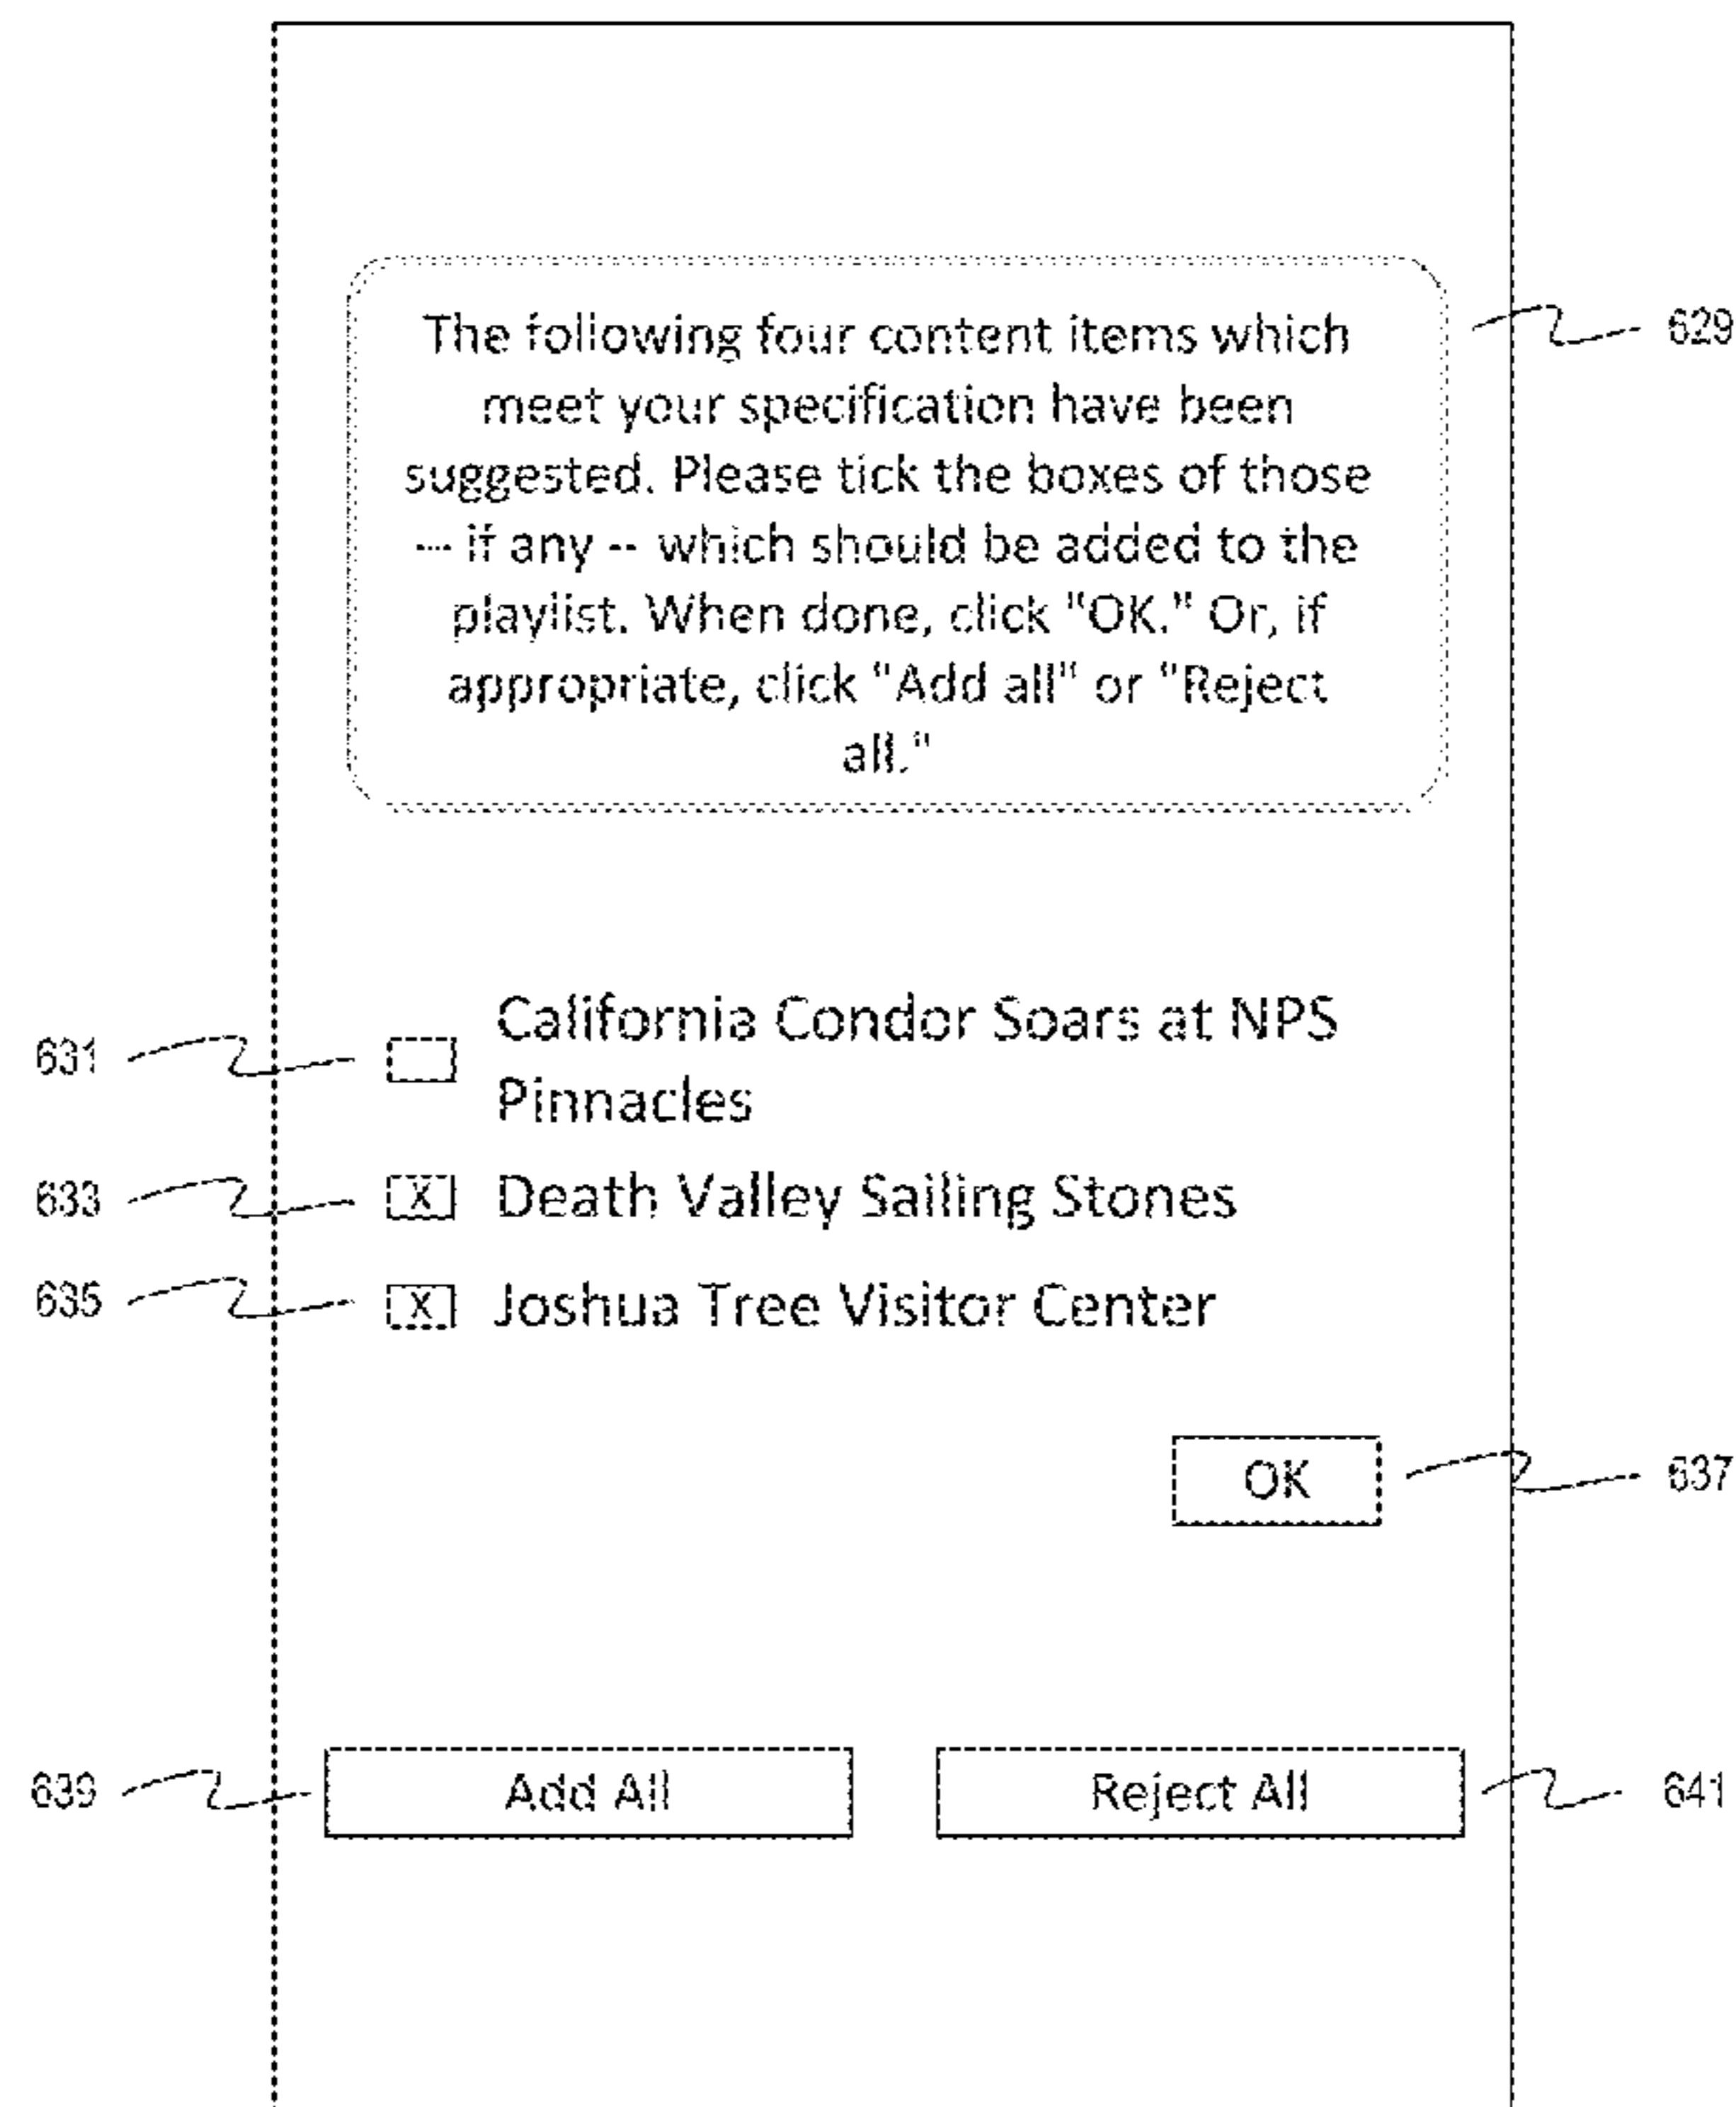 The following four content items which
meet your specification have been
suggested. Please tick the boxes of those
-- if any -- which should be added to the
playlist. When done, click "OK." Or, if
appropriate, click "Add all" or "Reject
all."
629
California Condor Soars at NPS
Pinnacles
631
633 X Death Valley Sailing Stones
635 X Joshua Tree Visitor Center
OK 637
639 Add All Reject All 641